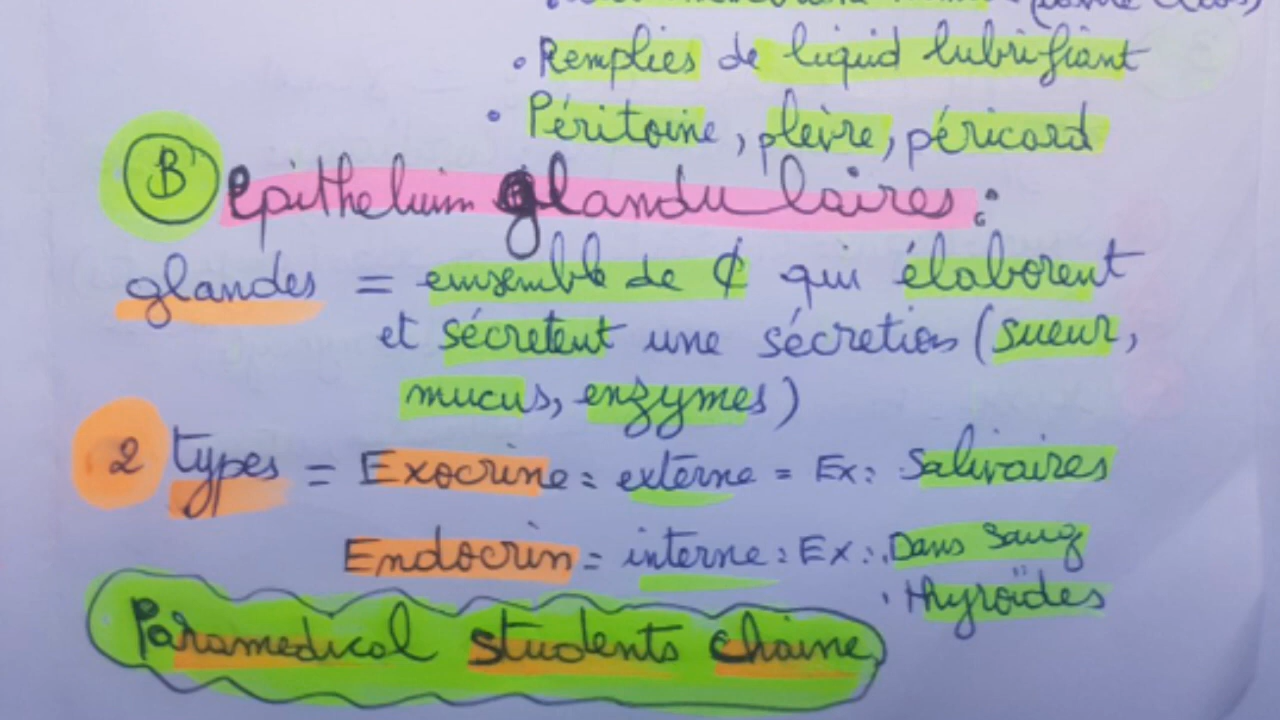 • Remplies de liquid lubrifiant
• Péritoine, plèvre, péricard
B epithelium glandulaires :
glandes = ensemble de ₵ qui élaborent
et sécretent une sécretion (sueur,
mucus, enzymes)
2 types = Exocrine = externe = Ex: Salivaires
Endocrin = interne = Ex: . Dans Sang
. thyroïdes
Paramedical students chaine